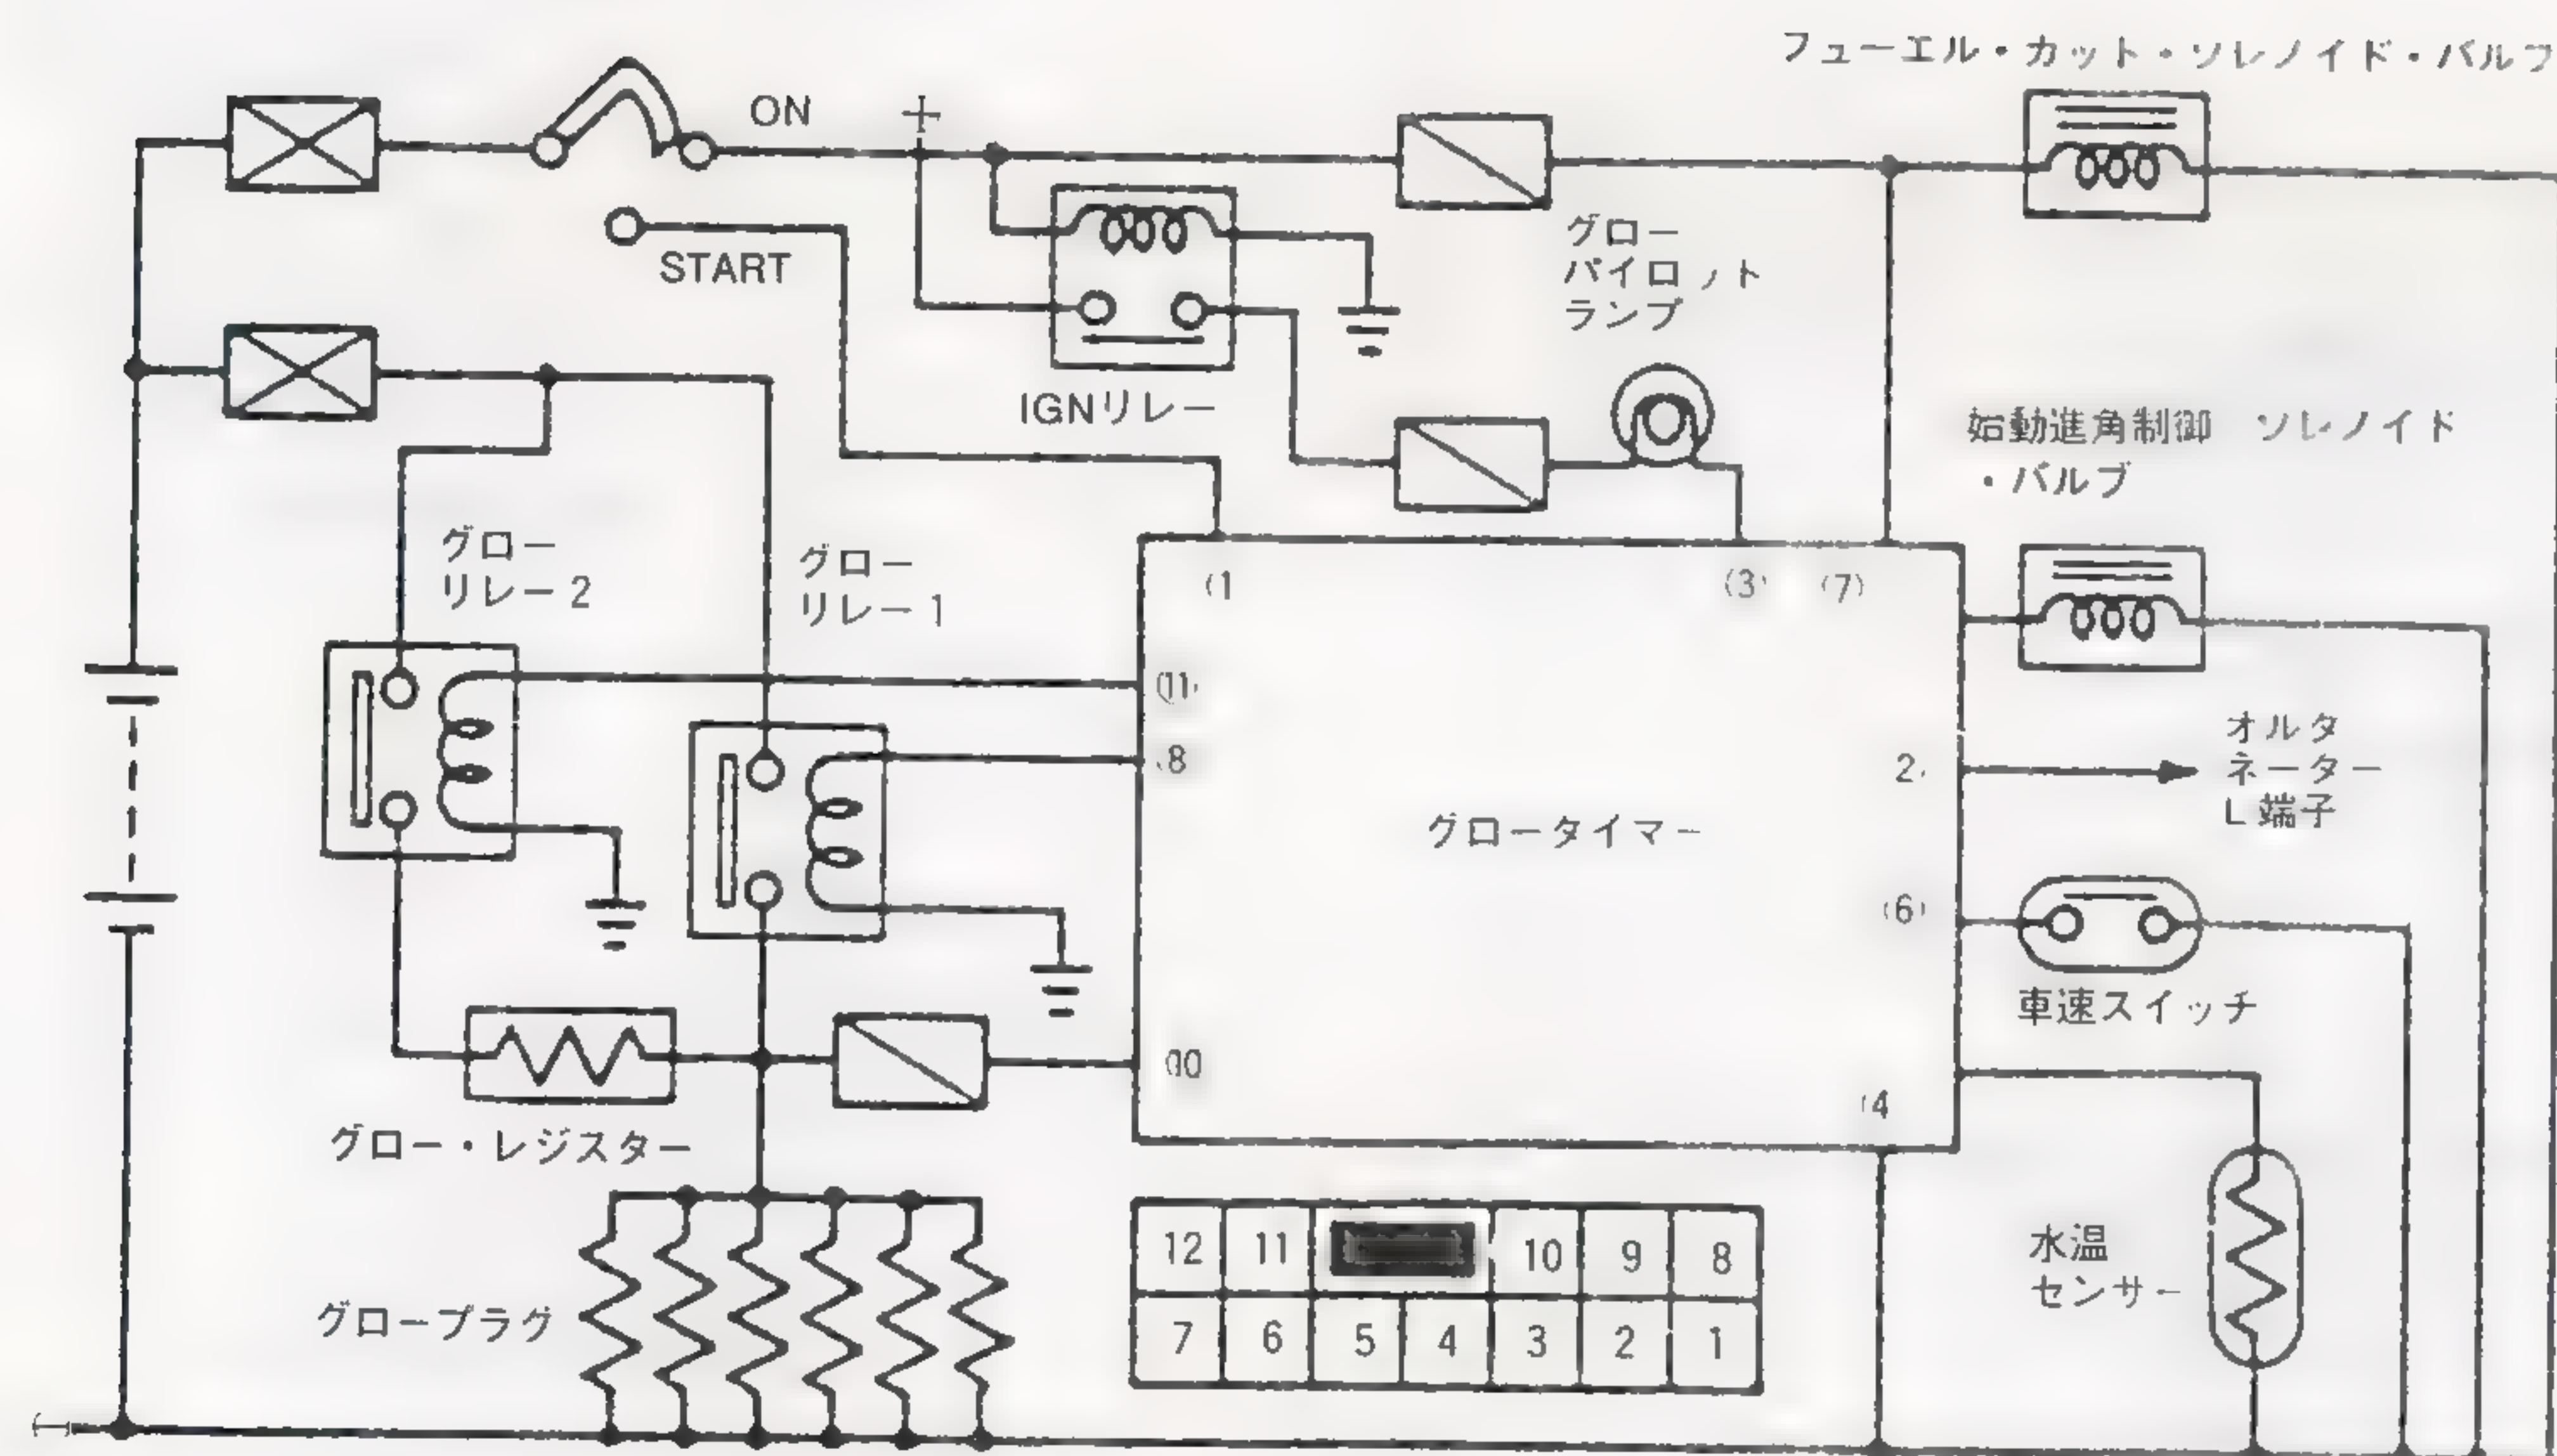 フューエル・カット・ソレノイド・バルブ
ON
+
START
グロー
パイロット
ランプ
IGNリレー
始動進角制御 ソレノイド
・バルブ
グロー
リレー2
グロー
リレー1
(1
(3)
(7)
(11)
8
2
(6)
(4
10
オルタ
ネーター
L端子
グロータイマー
車速スイッチ
グロー・レジスター
水温
センサー
グロープラグ
12 11 10 9 8
7 6 5 4 3 2 1
(-)